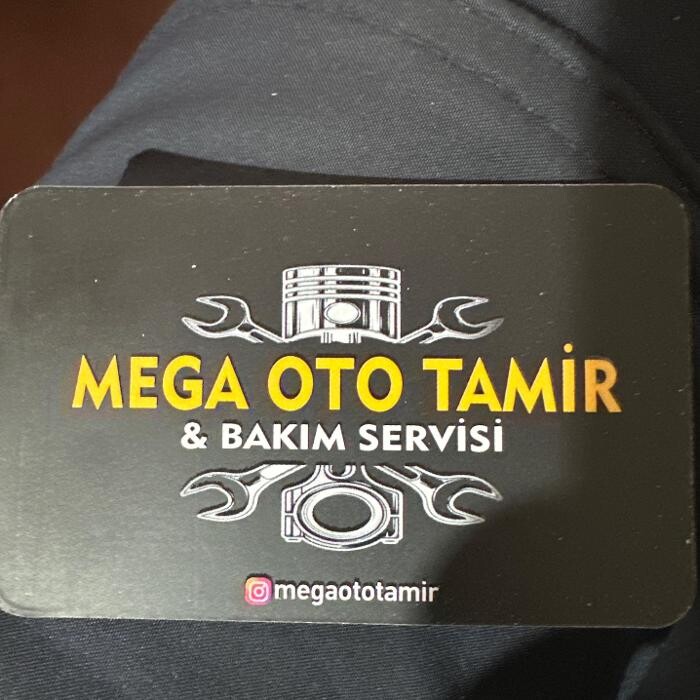 MEGA OTO TAMİR
& BAKIM SERVİSİ
megaototamir